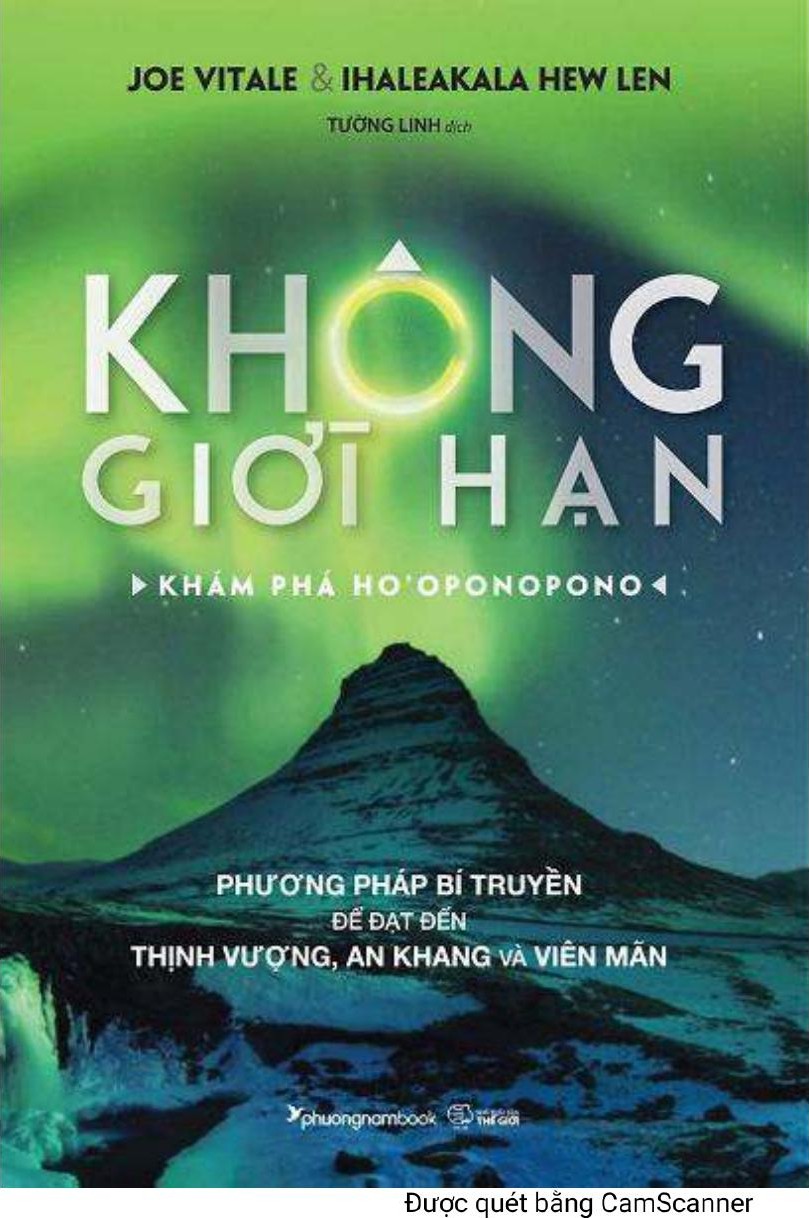 JOE VITALE & IHALEAKALA HEW LEN
TƯỜNG LINH dịch
KHÔNG
GIỚI HẠN
KHÁM PHÁ HO'OPONOPONO
PHƯƠNG PHÁP BÍ TRUYỀN
ĐỂ ĐẠT ĐẾN
THỊNH VƯỢNG, AN KHANG VÀ VIÊN MÃN
phuongnambook
THẾ GIỚI
Được quét bằng CamScanner